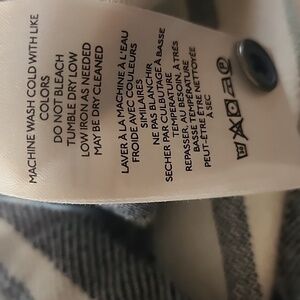 MACHINE WASH COLD WITH LIKE
COLORS
DO NOT BLEACH
TUMBLE DRY LOW
LOW IRON AS NEEDED
MAY BE DRY CLEANED
LAVER À LA MACHINE À L'EAU
FROIDE AVEC COULEURS
SIMILAIRES
NE PAS BLANCHIR
SECHER PAR CULBUTAGE À BASSE
TEMPÉRATURE
REPASSER, AU BESOIN, À TRÈS
BASSE TEMPÉRATURE
PEUT-ÊTRE ÊTRE NETTOYÉE
À SEC